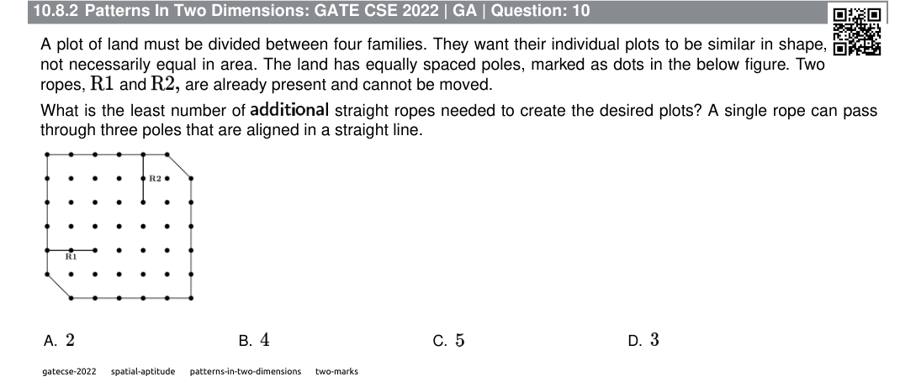 10.8.2 Patterns In Two Dimensions: GATE CSE 2022 | GA | Question: 10
A plot of land must be divided between four families. They want their individual plots to be similar in shape,
not necessarily equal in area. The land has equally spaced poles, marked as dots in the below figure. Two
ropes, R1 and R2, are already present and cannot be moved.
What is the least number of additional straight ropes needed to create the desired plots? A single rope can pass
through three poles that are aligned in a straight line.
R2
R1
A. 2 B. 4 C. 5 D. 3
gatecse-2022 spatial-aptitude patterns-in-two-dimensions two-marks